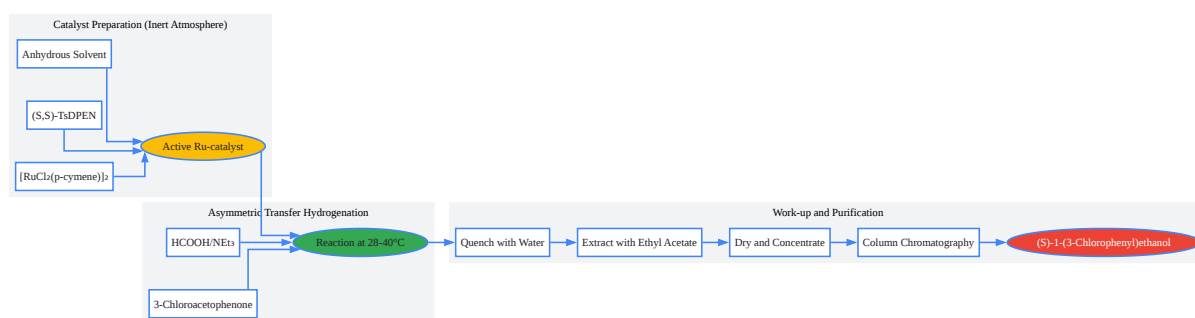 Catalyst Preparation (Inert Atmosphere)
Anhydrous Solvent
(S,S)-TsDPEN
Active Ru-catalyst
[RuCl₂(p-cymene)]₂
Asymmetric Transfer Hydrogenation
HCOOH/NEt₃
Reaction at 28-40°C
3-Chloroacetophenone
Work-up and Purification
Quench with Water
Extract with Ethyl Acetate
Dry and Concentrate
Column Chromatography
(S)-1-(3-Chlorophenyl)ethanol